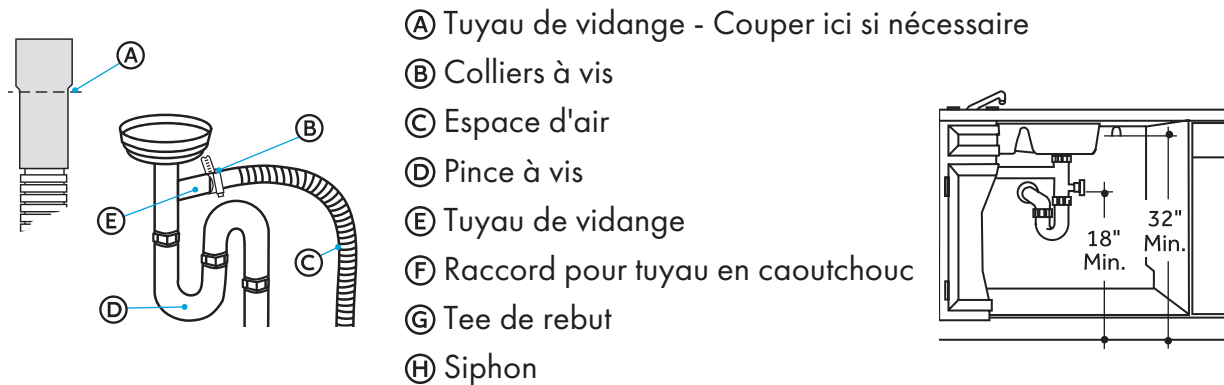 Ⓐ Tuyau de vidange - Couper ici si nécessaire
Ⓑ Colliers à vis
Ⓒ Espace d'air
Ⓓ Pince à vis
Ⓔ Tuyau de vidange
Ⓕ Raccord pour tuyau en caoutchouc
Ⓖ Tee de rebut
Ⓗ Siphon
Ⓐ
Ⓑ
Ⓔ
Ⓒ
Ⓓ
18"
Min.
32"
Min.